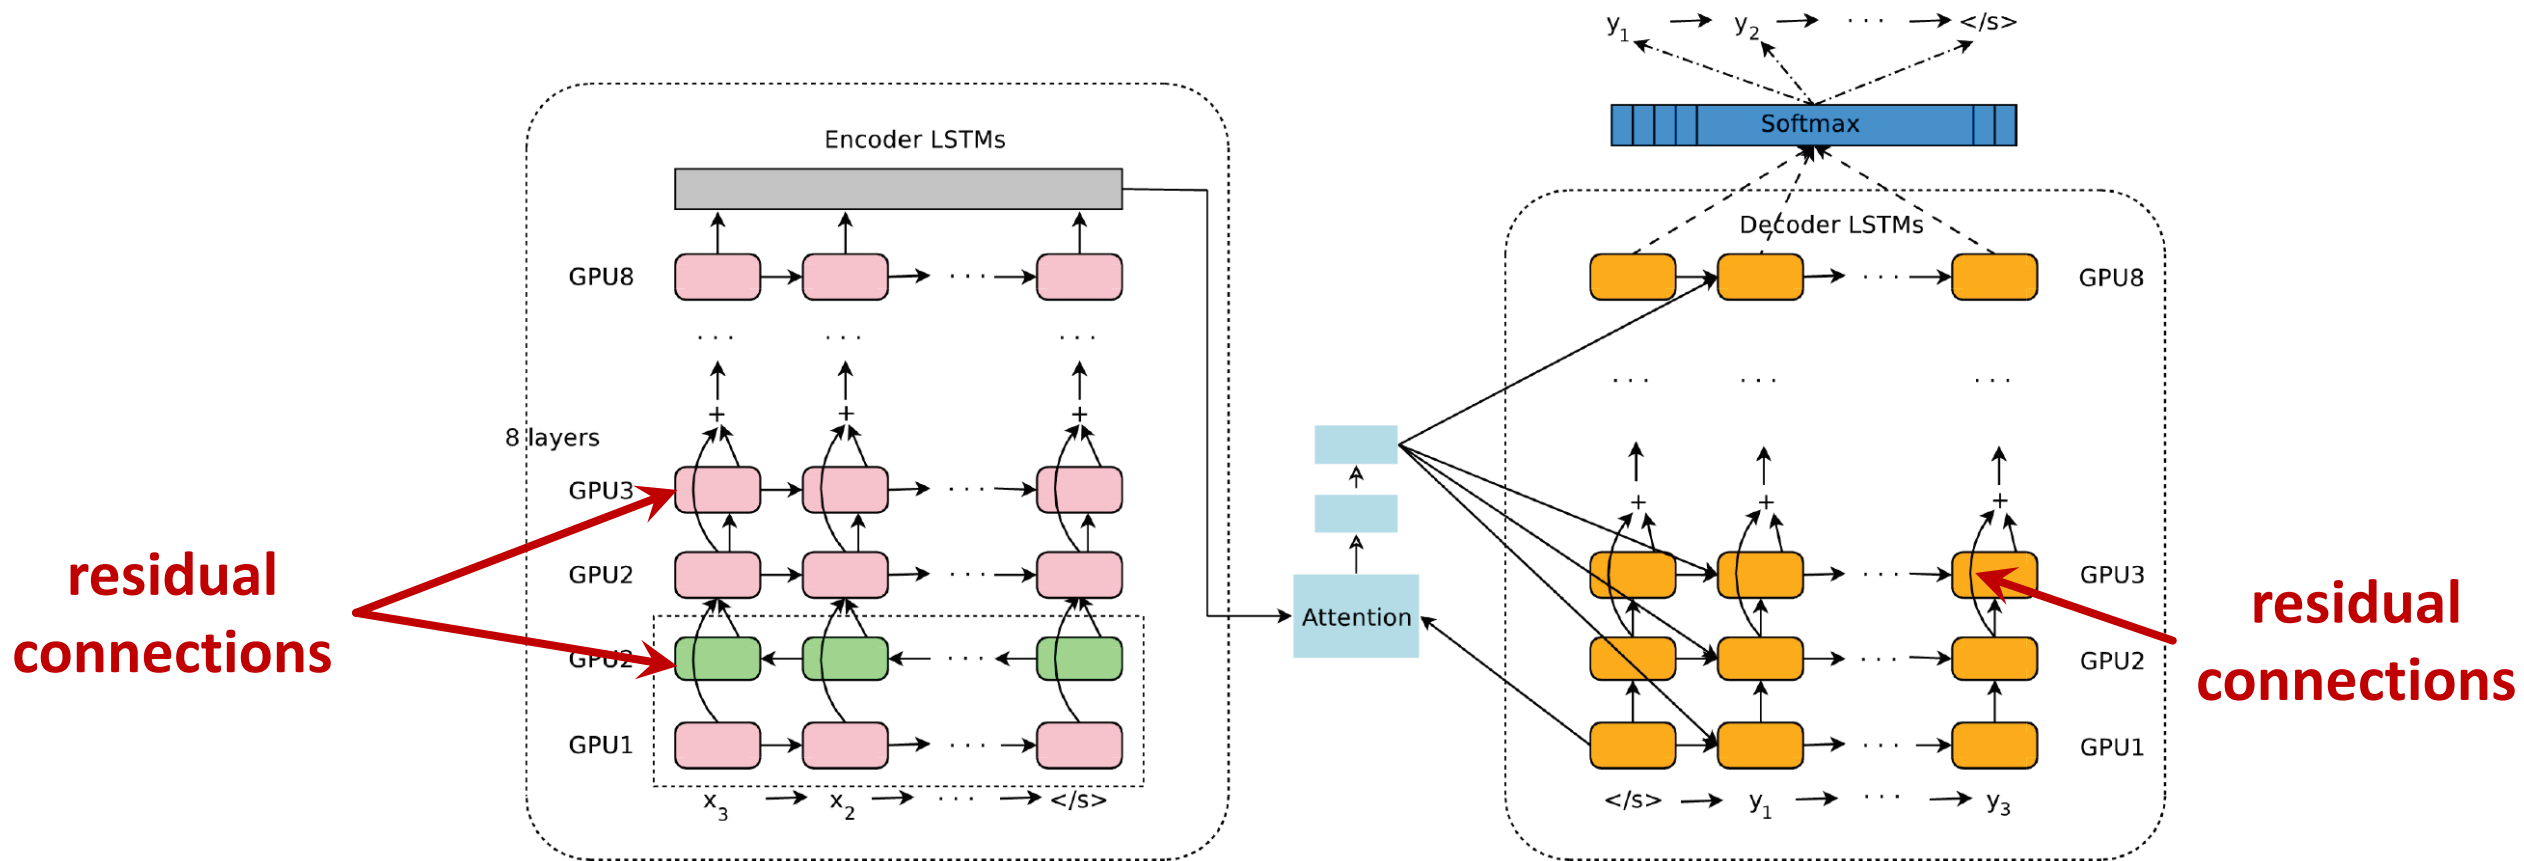 y1 y2 ... </s>
Softmax
Encoder LSTMs
Decoder LSTMs
GPU8 ...
... GPU8
... ... ...
... ... ...
+ + +
8 layers
GPU3 ...
+ + +
residual
connections
GPU2 ...
GPU2 ...
GPU1 ...
x3 x2 ... </s>
Attention
... GPU3
... GPU2
... GPU1
</s> y1 ... y3
residual
connections